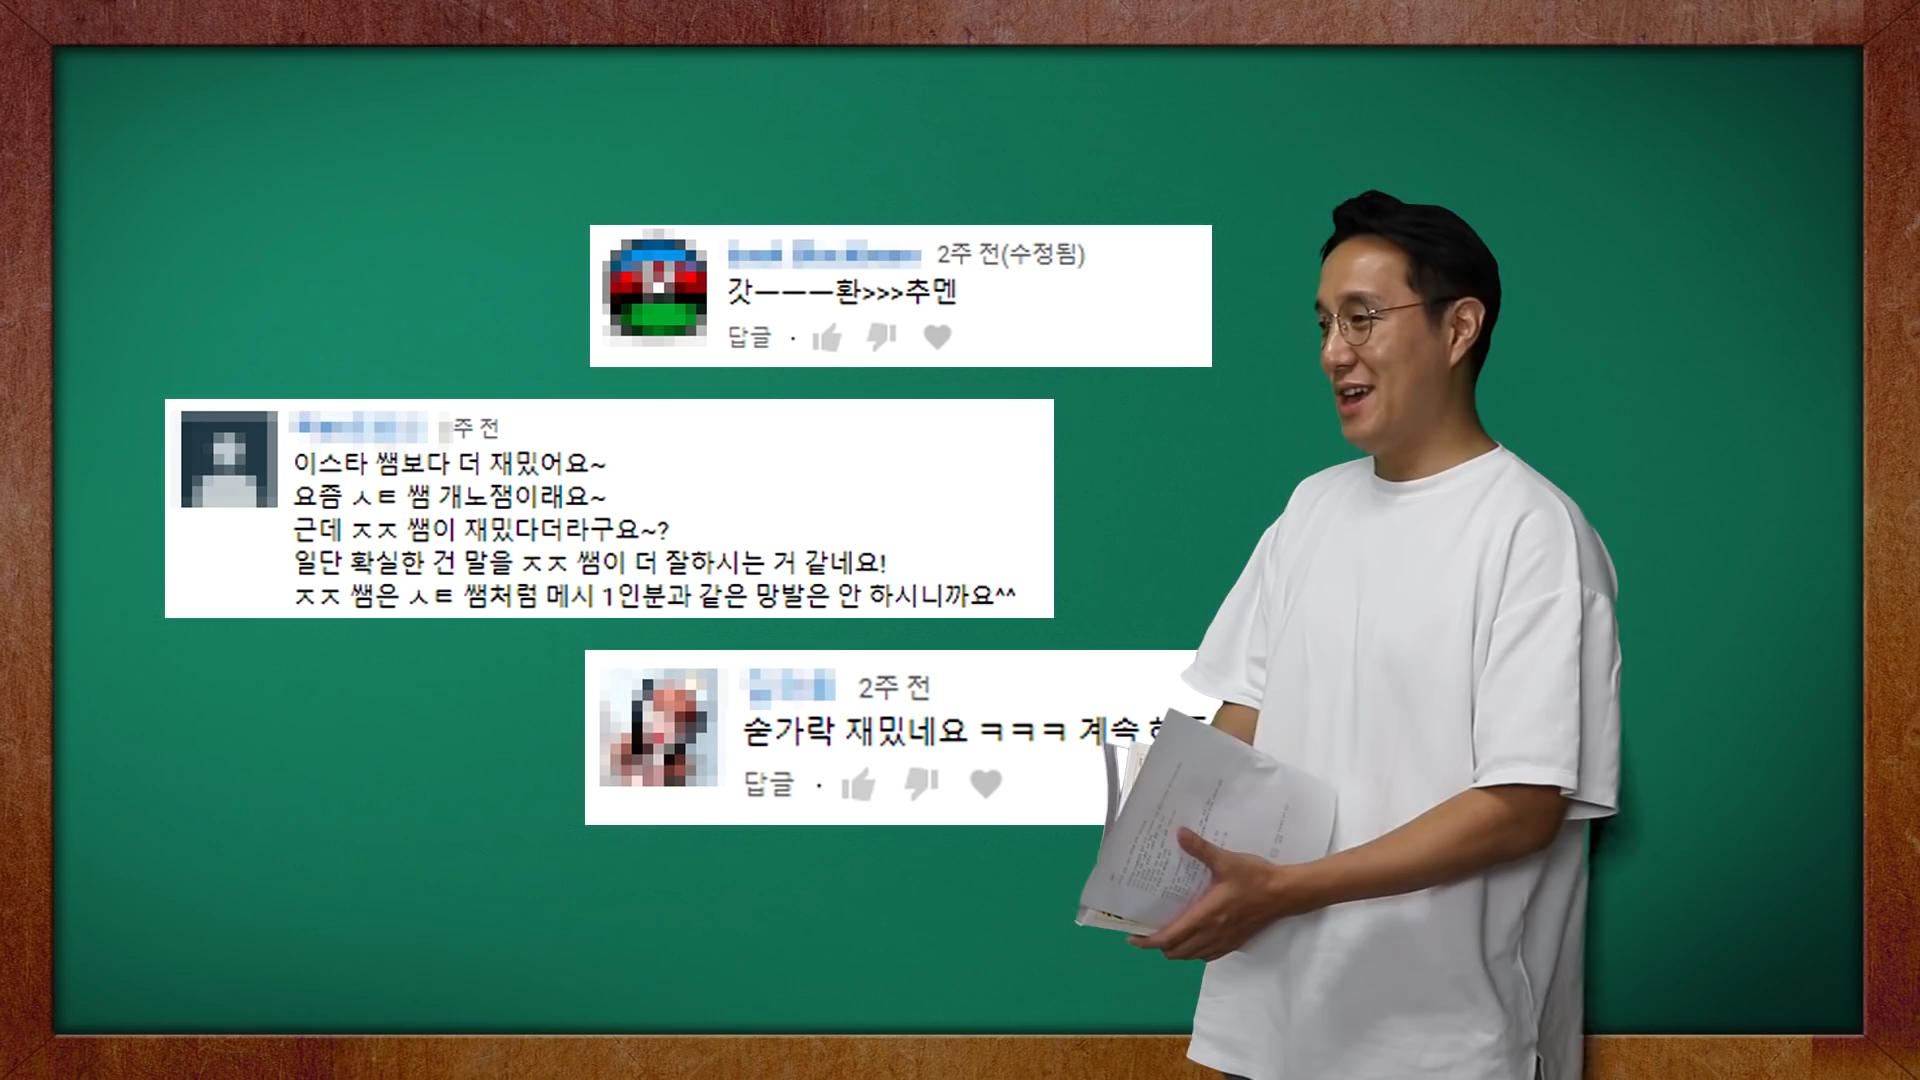 2주 전(수정됨)
갓ㅡㅡㅡ환>>>추멘
답글
주 전
이스타 쌤보다 더 재밌어요~
요즘 ㅅㅌ 쌤 개노잼이래요~
근데 ㅈㅈ 쌤이 재밌다더라구요~?
일단 확실한 건 말을 ㅈㅈ 쌤이 더 잘하시는 거 같네요!
ㅈㅈ 쌤은 ㅅㅌ 쌤처럼 메시 1인분과 같은 망발은 안 하시니까요^^
2주 전
숟가락 재밌네요 ㅋㅋㅋ 계속
답글